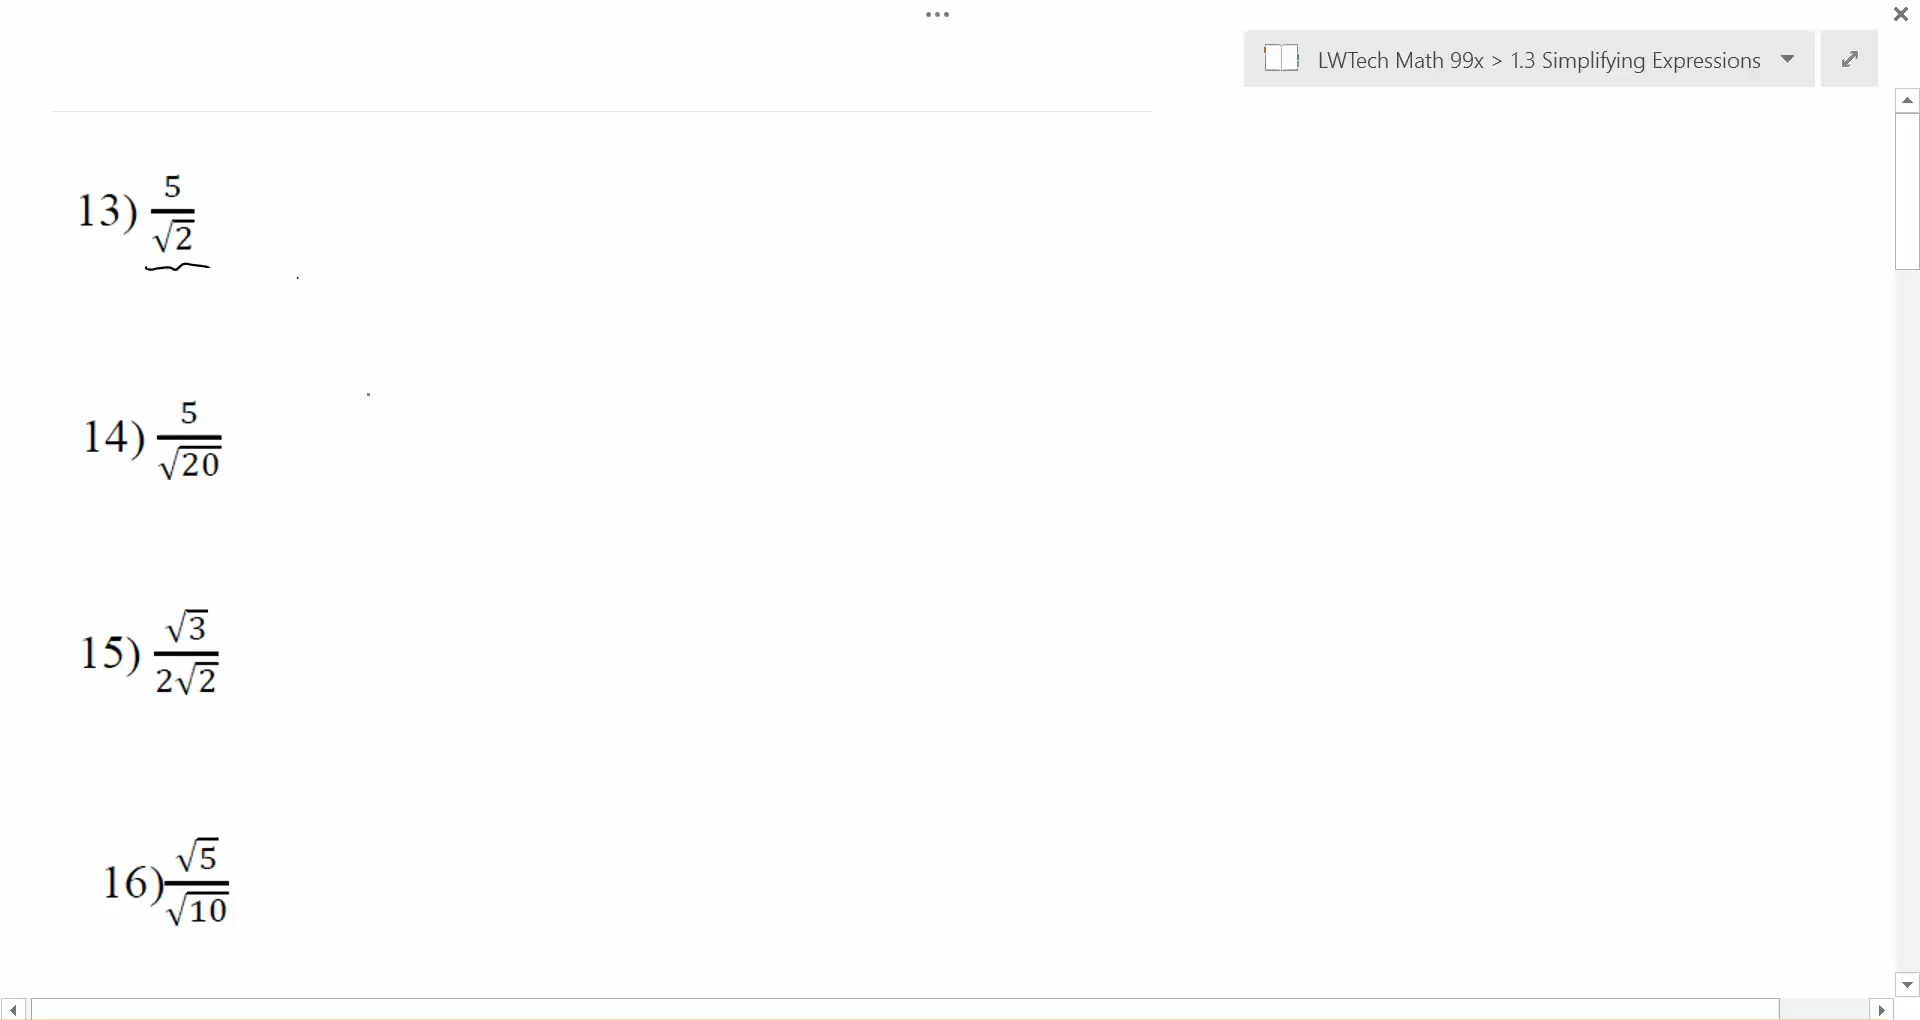 LWTech Math 99x > 1.3 Simplifying Expressions
13) 5/√2
14) 5/√20
15) √3/2√2
16) √5/√10